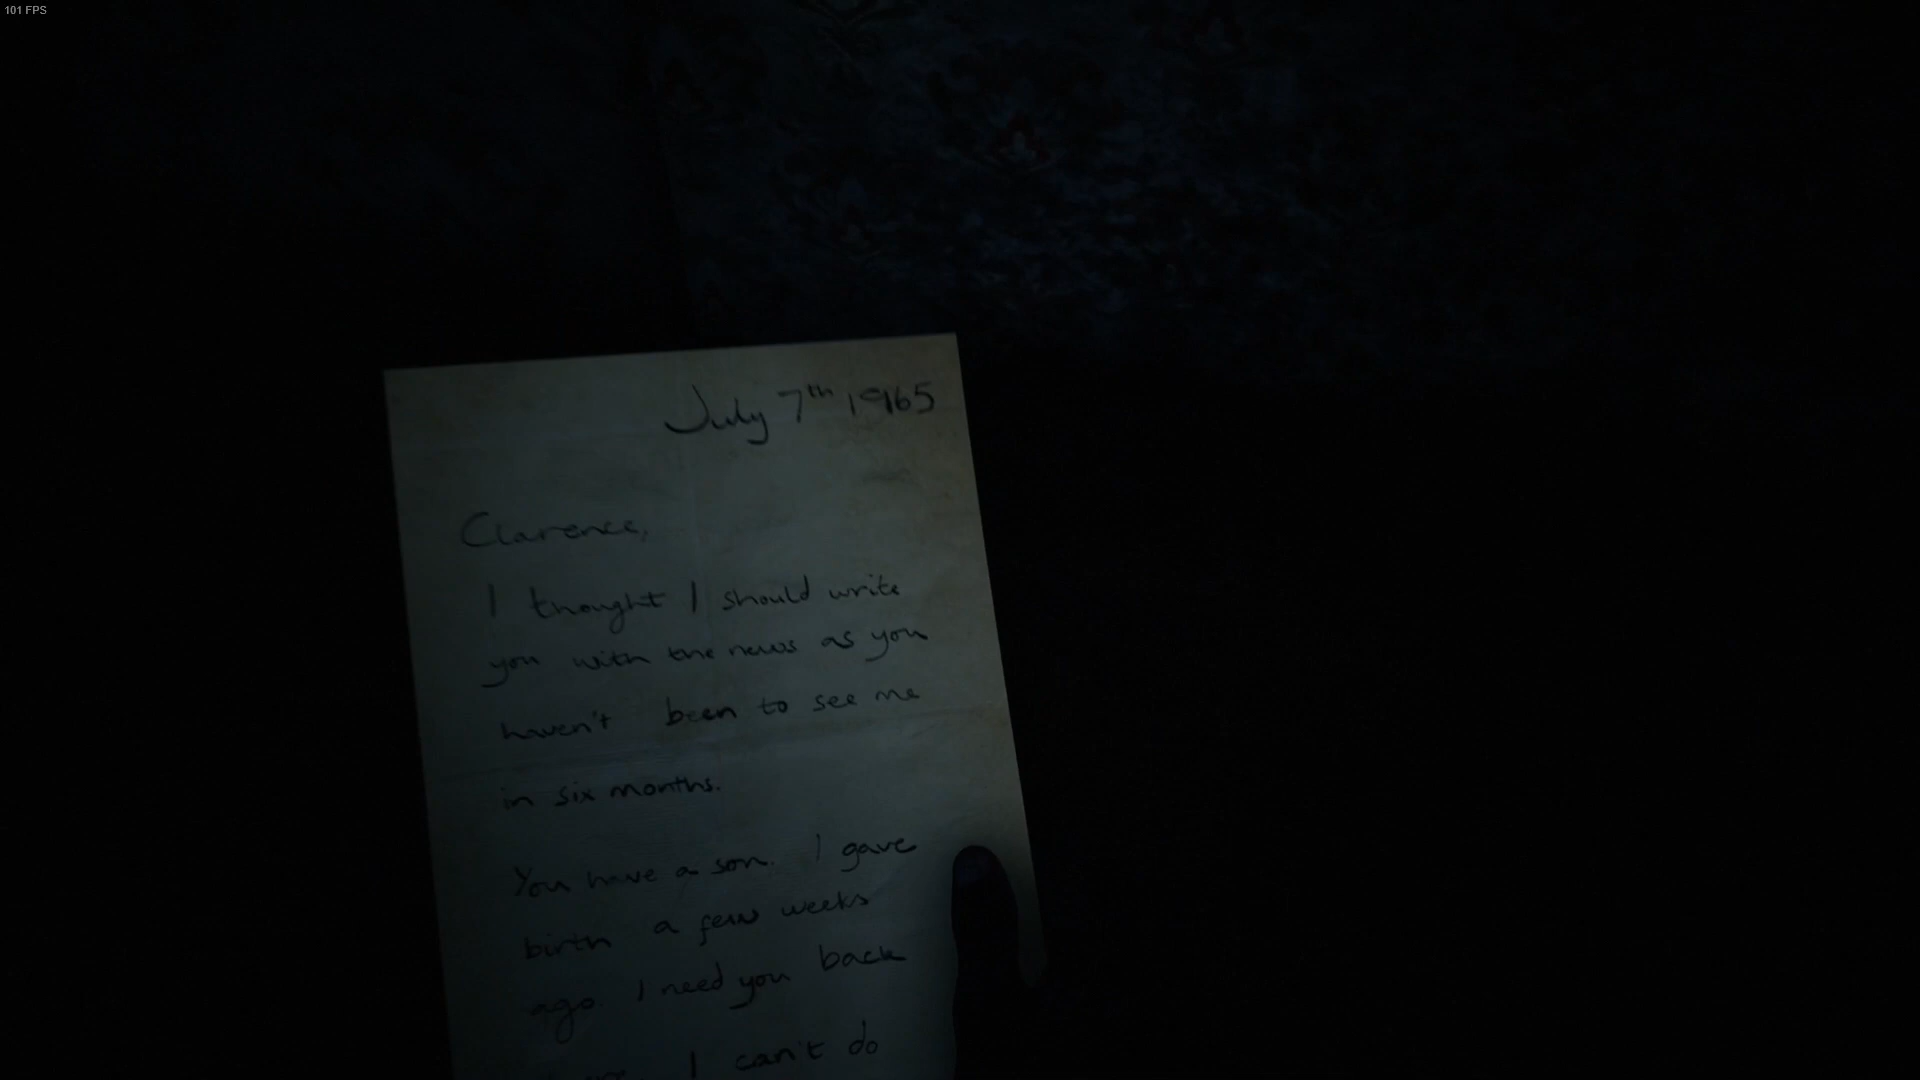 101 FPS
July 7th 1965
Clarence,
I thought I should write
you with the news as you
haven't been to see me
in six months.
You have a son. I gave
birth a few weeks
ago. I need you back
I can't do